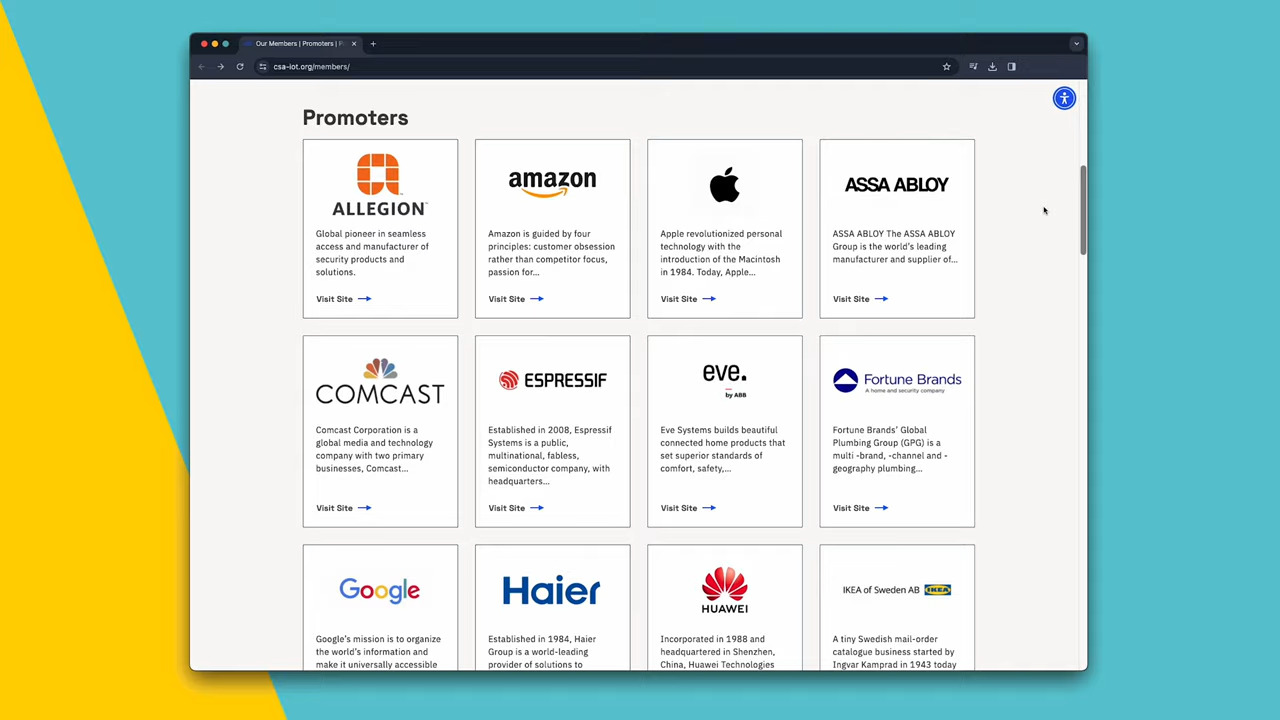 Our Members | Promoters | P
csa-iot.org/members/
Promoters
ALLEGION™
Global pioneer in seamless
access and manufacturer of
security products and
solutions.
Visit Site
amazon
Amazon is guided by four
principles: customer obsession
rather than competitor focus,
passion for...
Visit Site
Apple revolutionized personal
technology with the
introduction of the Macintosh
in 1984. Today, Apple...
Visit Site
ASSA ABLOY
ASSA ABLOY The ASSA ABLOY
Group is the world's leading
manufacturer and supplier of...
Visit Site
COMCAST
Comcast Corporation is a
global media and technology
company with two primary
businesses, Comcast...
Visit Site
ESPRESSIF
Established in 2008, Espressif
Systems is a public,
multinational, fabless,
semiconductor company, with
headquarters...
Visit Site
eve.
by ABB
Eve Systems builds beautiful
connected home products that
set superior standards of
comfort, safety,...
Visit Site
Fortune Brands
A home and security company
Fortune Brands' Global
Plumbing Group (GPG) is a
multi -brand, -channel and -
geography plumbing...
Visit Site
Google
Google's mission is to organize
the world's information and
make it universally accessible
Haier
Established in 1984, Haier
Group is a world-leading
provider of solutions to
HUAWEI
Incorporated in 1988 and
headquartered in Shenzhen,
China, Huawei Technologies
IKEA of Sweden AB IKEA
A tiny Swedish mail-order
catalogue business started by
Ingvar Kamprad in 1943 today